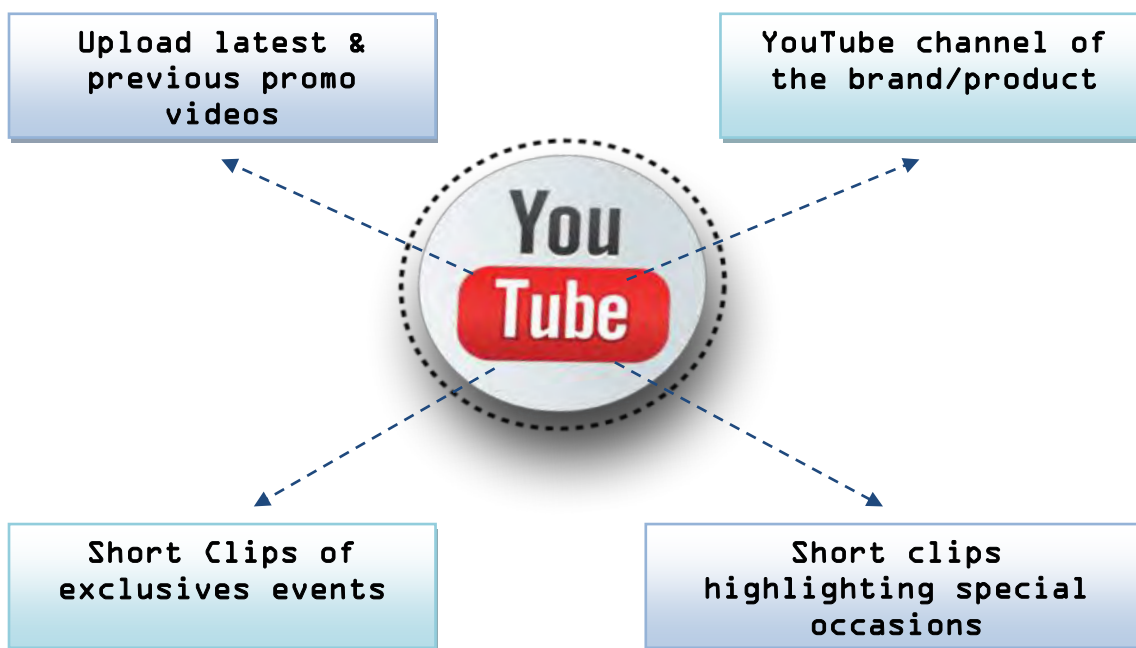 Upload latest &
previous promo
videos
YouTube channel of
the brand/product
You
Tube
Short Clips of
exclusives events
Short clips
highlighting special
occasions